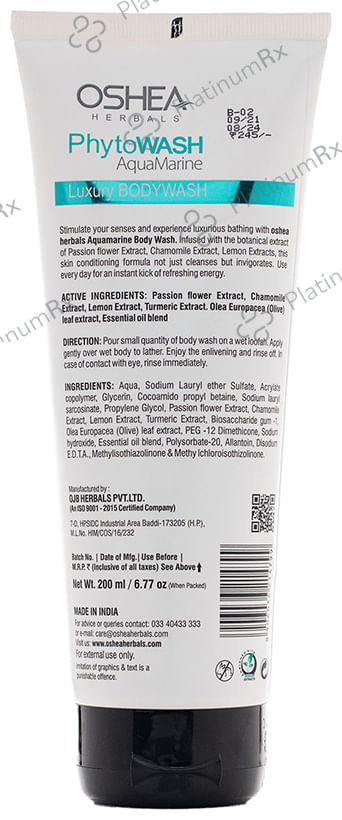 B-02
09/21
08/24
₹245/-
OSHEA
HERBALS
PhytoWASH
AquaMarine
Luxury BODYWASH
Stimulate your senses and experience luxurious bathing with oshea
herbals Aquamarine Body Wash. Infused with the botanical extract
of Passion flower Extract, Chamomile Extract, Lemon Extracts, this
skin conditioning formula not just cleanses but invigorates. Use
every day for an instant kick of refreshing energy.
ACTIVE INGREDIENTS: Passion flower Extract, Chamomile
Extract, Lemon Extract, Turmeric Extract. Olea Europacea (Olive)
leaf extract, Essential oil blend
DIRECTION: Pour small quantity of body wash on a wet loofah. Apply
gently over wet body to lather. Enjoy the enlivening and rinse off. In
case of contact with eye, rinse immediately.
INGREDIENTS: Aqua, Sodium Lauryl ether Sulfate, Acrylate
copolymer, Glycerin, Cocoamido propyl betaine, Sodium lauryl
sarcosinate, Propylene Glycol, Passion flower Extract, Chamomile
Extract, Lemon Extract, Turmeric Extract, Biosaccharide gum -1,
Olea Europacea (Olive) leaf extract, PEG -12 Dimethicone, Sodium
hydroxide, Essential oil blend, Polysorbate-20, Allantoin, Disodium
E.D.T.A., Methylisothiazolinone & Methy lchloroisothizolinone.
Manufactured by :
OJB HERBALS PVT.LTD.
(An ISO 9001 - 2015 Certified Company)
7-D, HPSIDC Industrial Area Baddi-173205 (H.P.),
M.L.No. HIM/COS/16/232
Batch No. | Date of Mfg.| Use Before |
M.R.P. ₹ (Inclusive of all taxes) See Above ↑
Net Wt. 200 ml / 6.77 oz (When Packed)
MADE IN INDIA
For advice or queries contact: 033 40433 333
or e-mail: care@osheaherbals.com
Visit us: www.osheaherbals.com
For external use only.
Imitation of graphics & text is a
punishable offence.
PlatinumRx